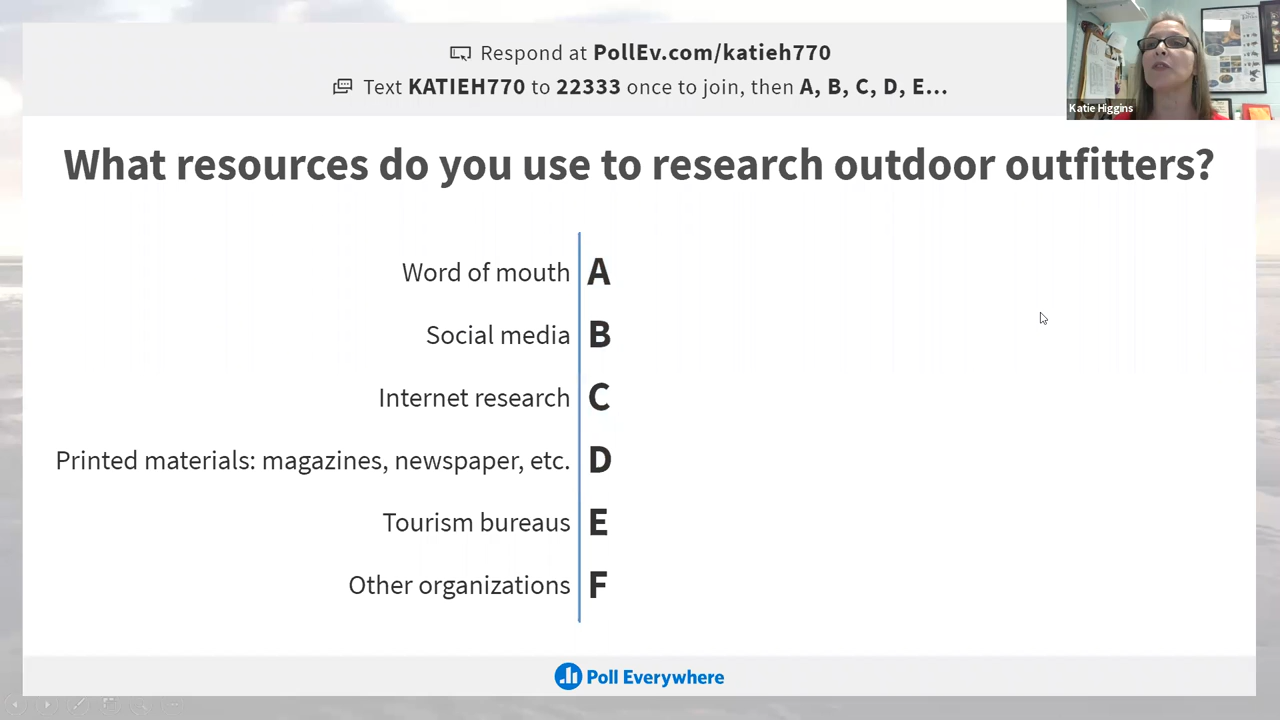 Respond at PollEv.com/katieh770
Text KATIEH770 to 22333 once to join, then A, B, C, D, E...
Katie Higgins
What resources do you use to research outdoor outfitters?
Word of mouth A
Social media B
Internet research C
Printed materials: magazines, newspaper, etc. D
Tourism bureaus E
Other organizations F
Poll Everywhere